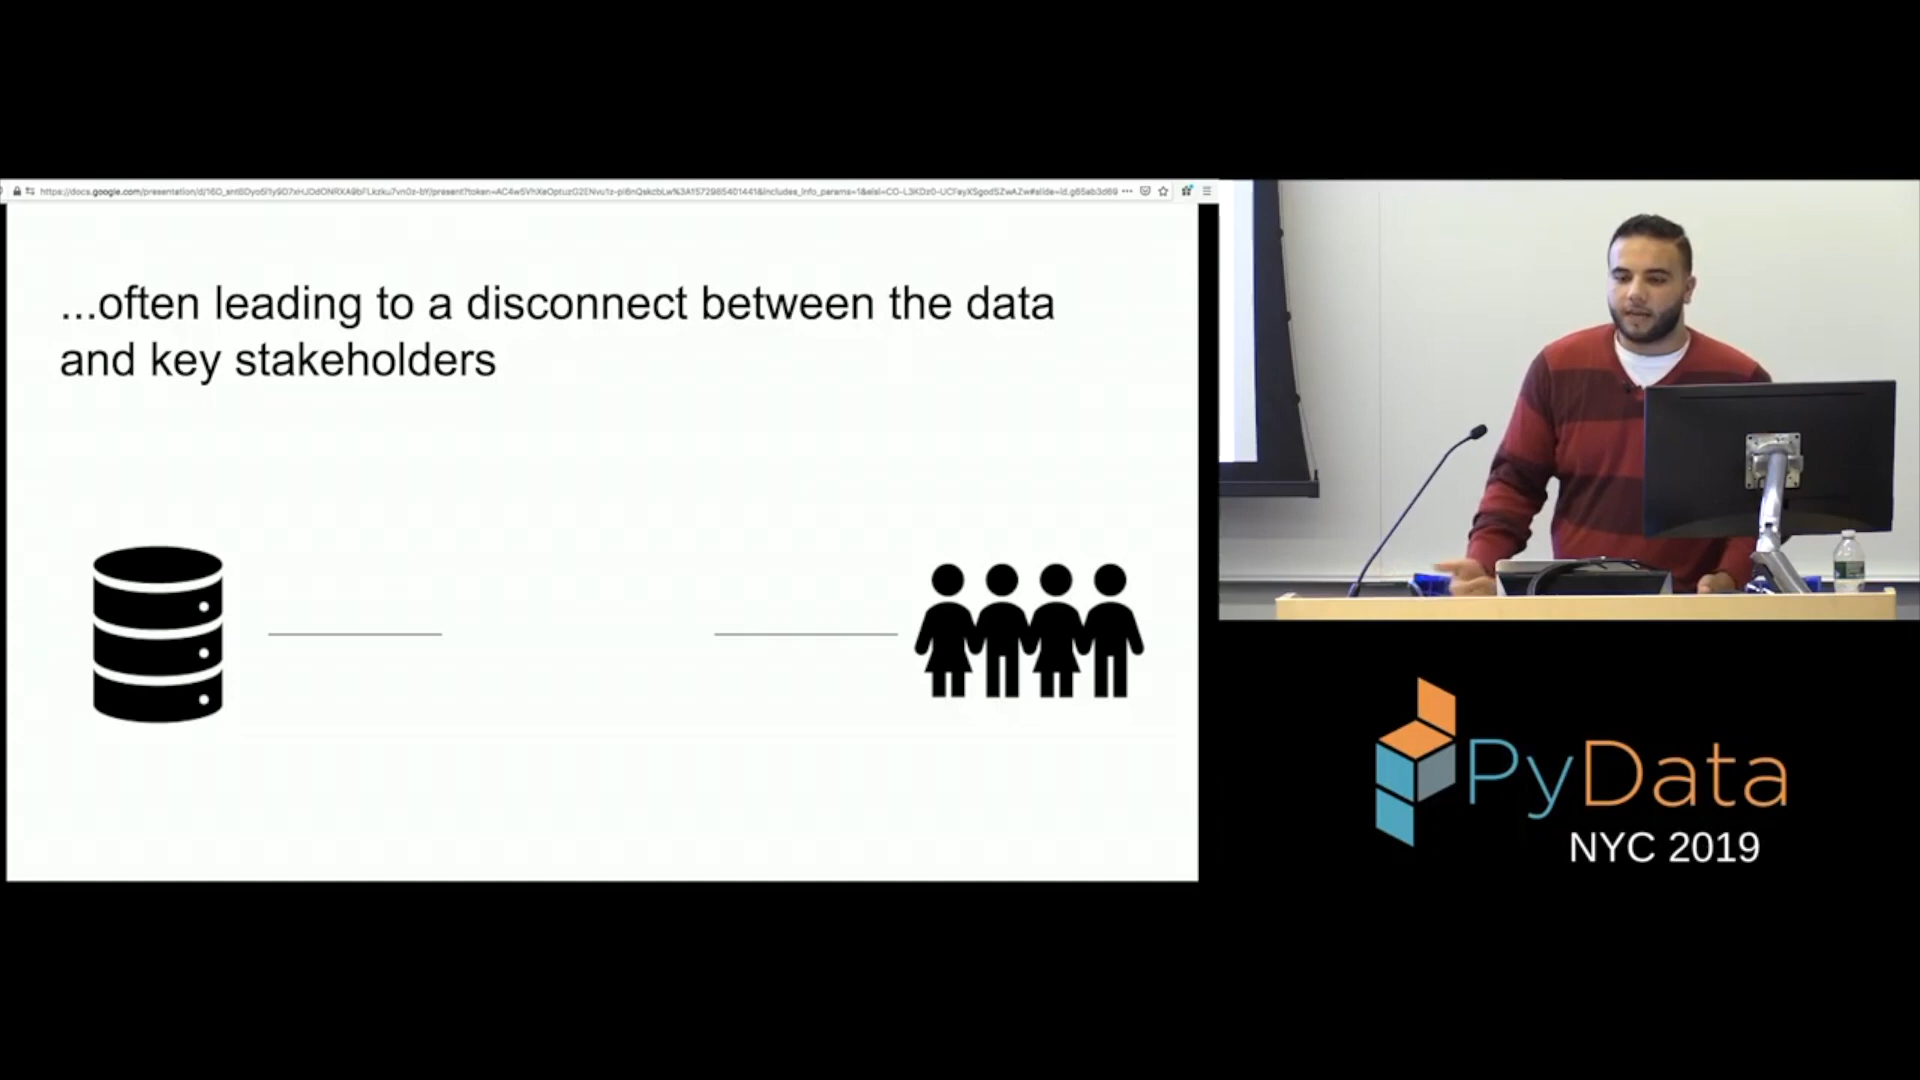 ...often leading to a disconnect between the data
and key stakeholders
PyData
NYC 2019